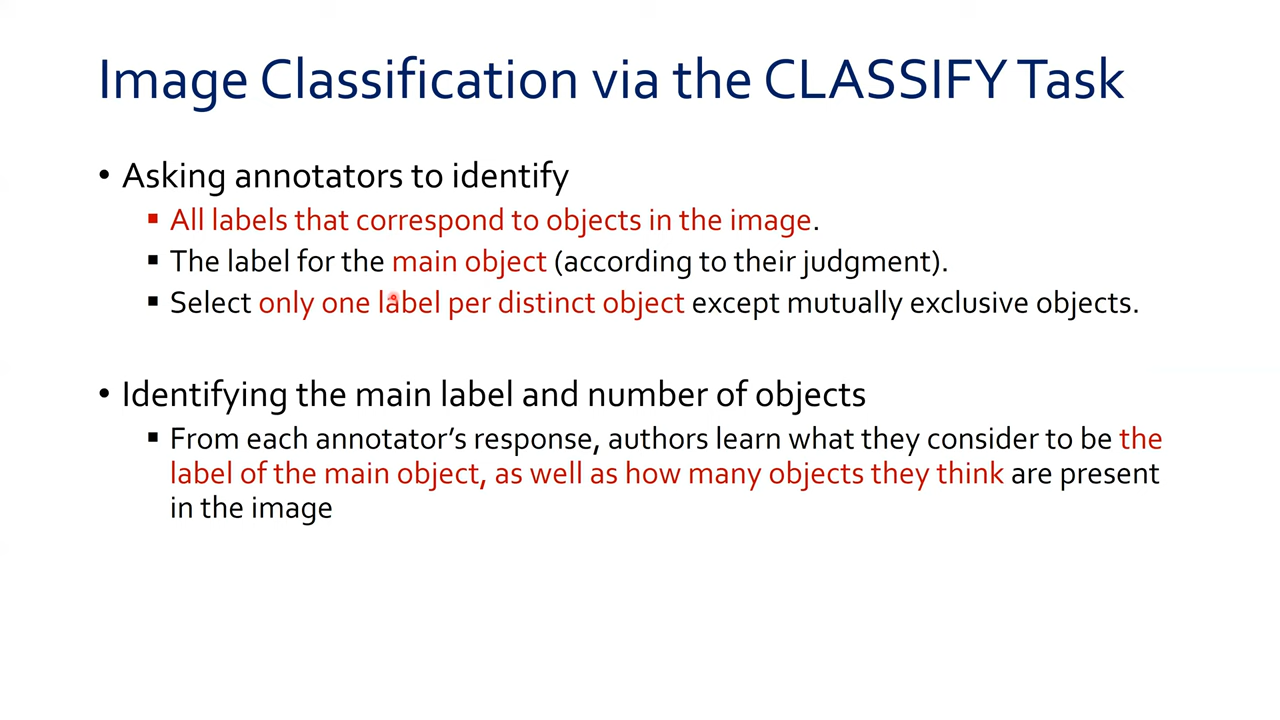 Image Classification via the CLASSIFY Task
• Asking annotators to identify
▪ All labels that correspond to objects in the image.
▪ The label for the main object (according to their judgment).
▪ Select only one label per distinct object except mutually exclusive objects.
• Identifying the main label and number of objects
▪ From each annotator’s response, authors learn what they consider to be the
label of the main object, as well as how many objects they think are present
in the image